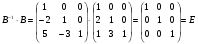 1 0 0 1 0 0 1 0 0
B⁻¹·B = ( -2 1 0 ) · ( 2 1 0 ) = ( 0 1 0 ) = E
5 -3 1 1 3 1 0 0 1